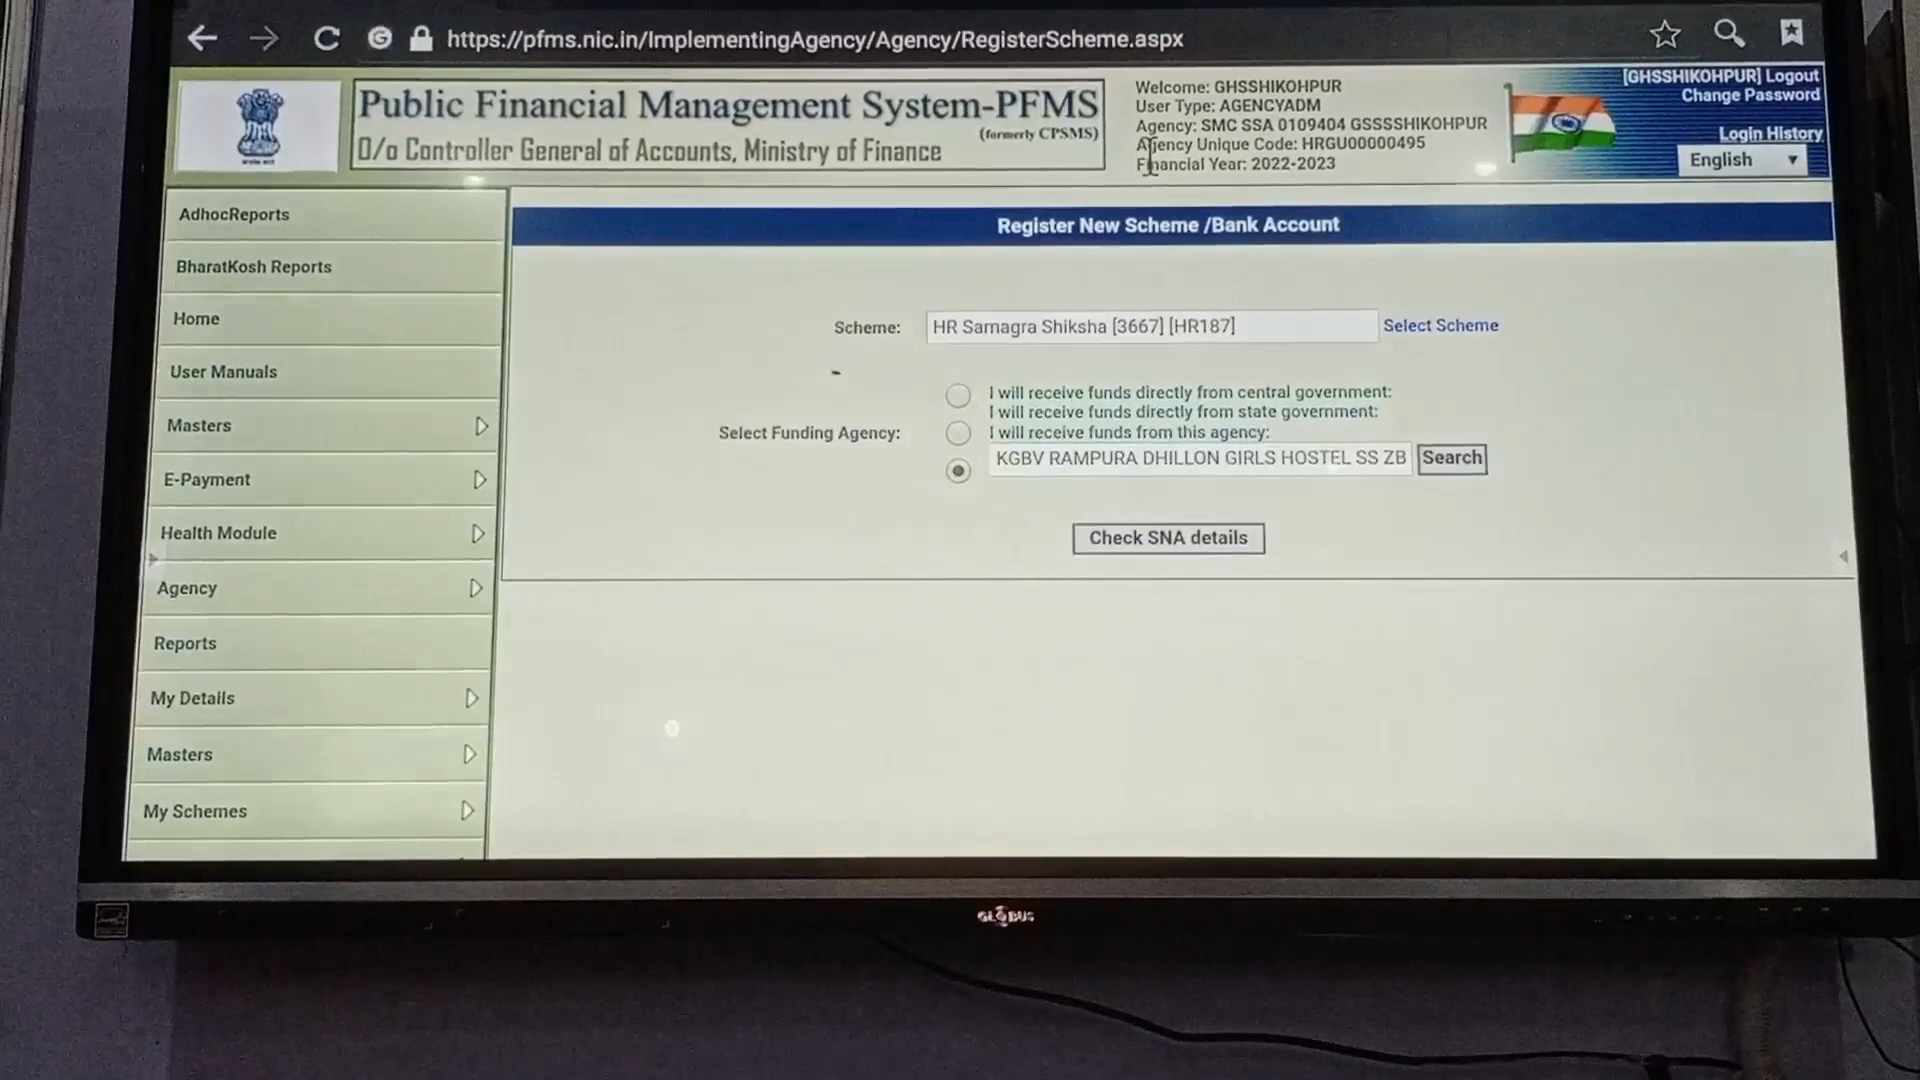 https://pfms.nic.in/ImplementingAgency/Agency/RegisterScheme.aspx
Public Financial Management System-PFMS
(formerly CPSMS)
O/o Controller General of Accounts, Ministry of Finance
Welcome: GHSSHIKOHPUR
User Type: AGENCYADM
Agency: SMC SSA 0109404 GSSSSHIKOHPUR
Agency Unique Code: HRGU00000495
Financial Year: 2022-2023
[GHSSHIKOHPUR] Logout
Change Password
Login History
English
AdhocReports
BharatKosh Reports
Home
User Manuals
Masters
E-Payment
Health Module
Agency
Reports
My Details
Masters
My Schemes
Register New Scheme /Bank Account
Scheme: HR Samagra Shiksha [3667] [HR187] Select Scheme
Select Funding Agency:
I will receive funds directly from central government:
I will receive funds directly from state government:
I will receive funds from this agency:
KGBV RAMPURA DHILLON GIRLS HOSTEL SS ZB Search
Check SNA details
GLOBUS